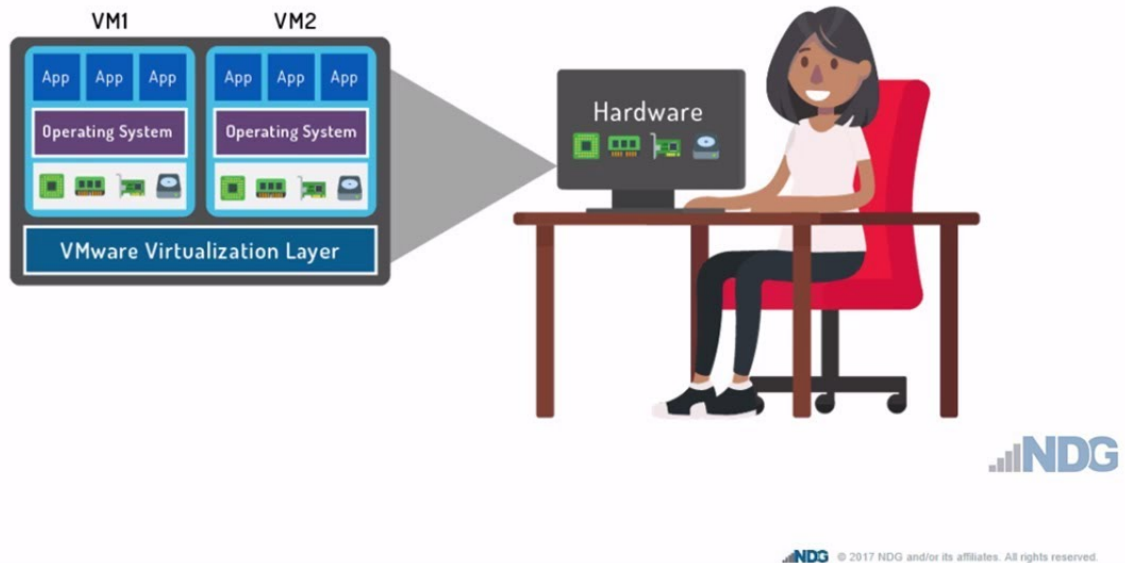 VM1 VM2
App App App App App App
Operating System Operating System
VMware Virtualization Layer
Hardware
NDG
NDG © 2017 NDG and/or its affiliates. All rights reserved.